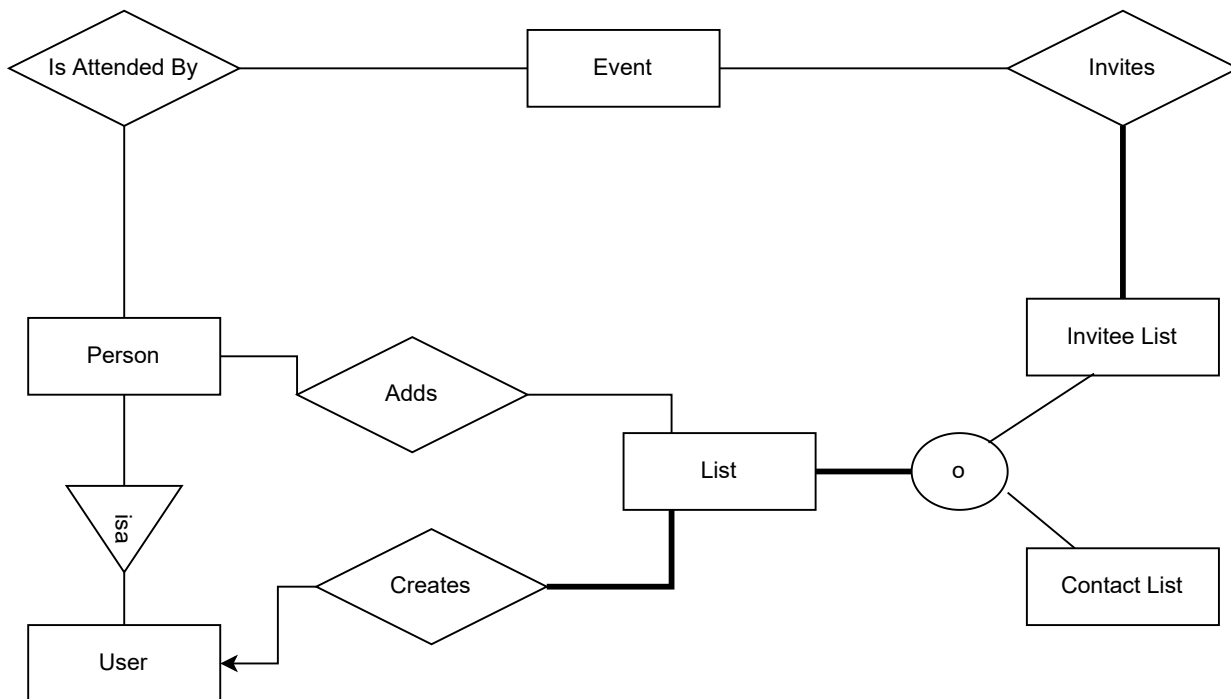 Is Attended By
Event
Invites
Person
Adds
Invitee List
List
o
isa
Creates
Contact List
User